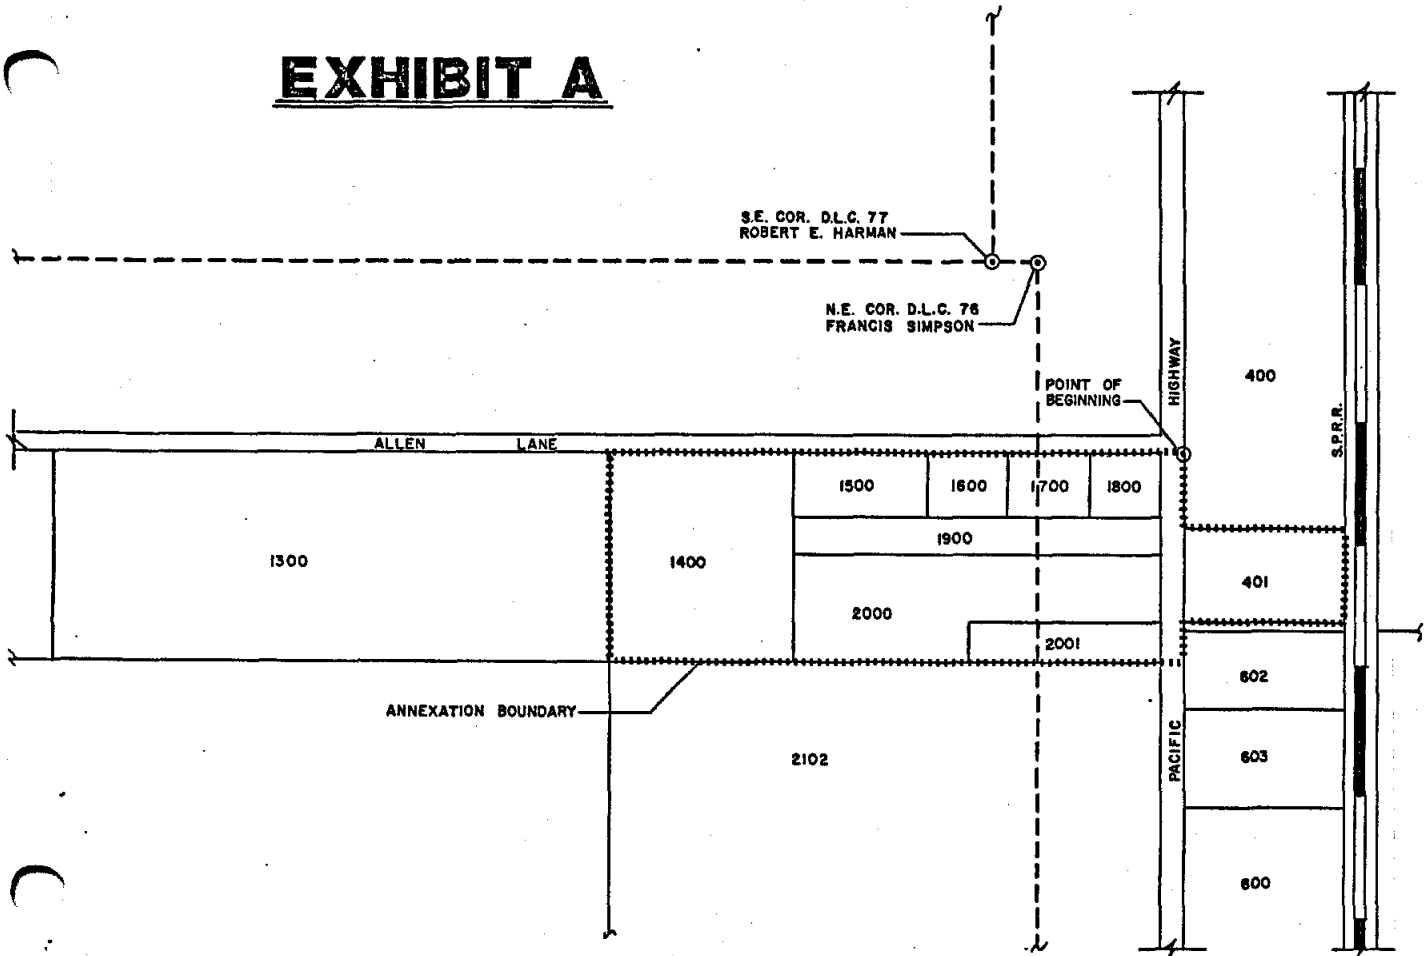 EXHIBIT A
S.E. COR. D.L.C. 77
ROBERT E. HARMAN
N.E. COR. D.L.C. 76
FRANCIS SIMPSON
HIGHWAY
400
POINT OF
BEGINNING
S.P.R.R.
ALLEN LANE
1500
1600
1700
1800
1900
1300
1400
401
2000
2001
602
ANNEXATION BOUNDARY
PACIFIC
2102
603
600